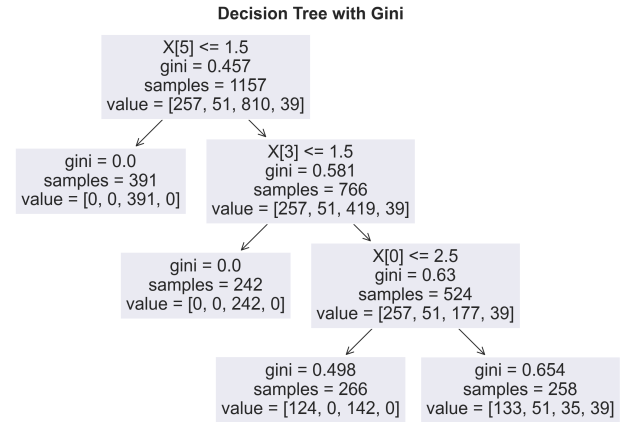 Decision Tree with Gini
X[5] <= 1.5
gini = 0.457
samples = 1157
value = [257, 51, 810, 39]
gini = 0.0
samples = 391
value = [0, 0, 391, 0]
X[3] <= 1.5
gini = 0.581
samples = 766
value = [257, 51, 419, 39]
gini = 0.0
samples = 242
value = [0, 0, 242, 0]
X[0] <= 2.5
gini = 0.63
samples = 524
value = [257, 51, 177, 39]
gini = 0.498
samples = 266
value = [124, 0, 142, 0]
gini = 0.654
samples = 258
value = [133, 51, 35, 39]